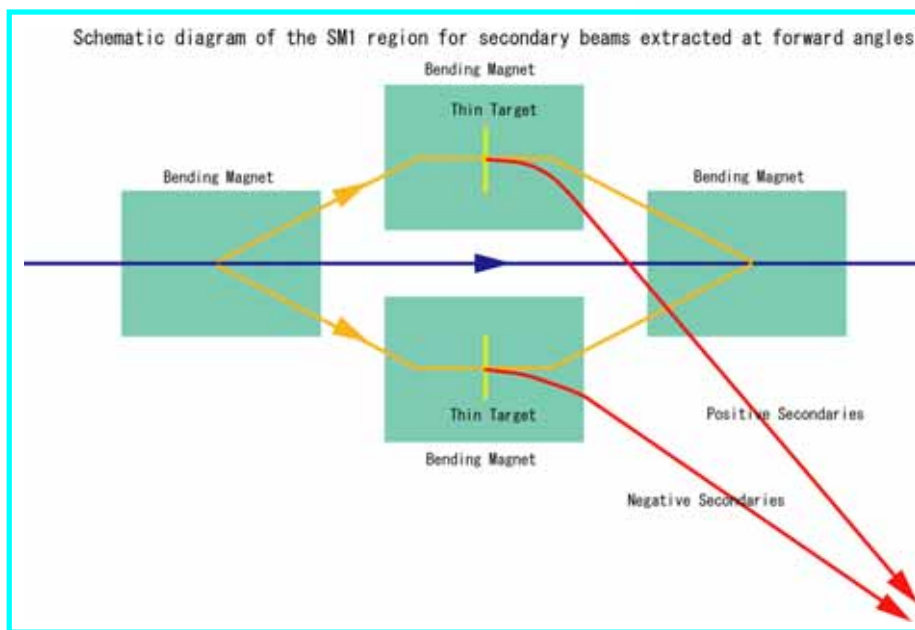 Schematic diagram of the SM1 region for secondary beams extracted at forward angles
Bending Magnet
Thin Target
Bending Magnet
Bending Magnet
Thin Target
Positive Secondaries
Bending Magnet
Negative Secondaries